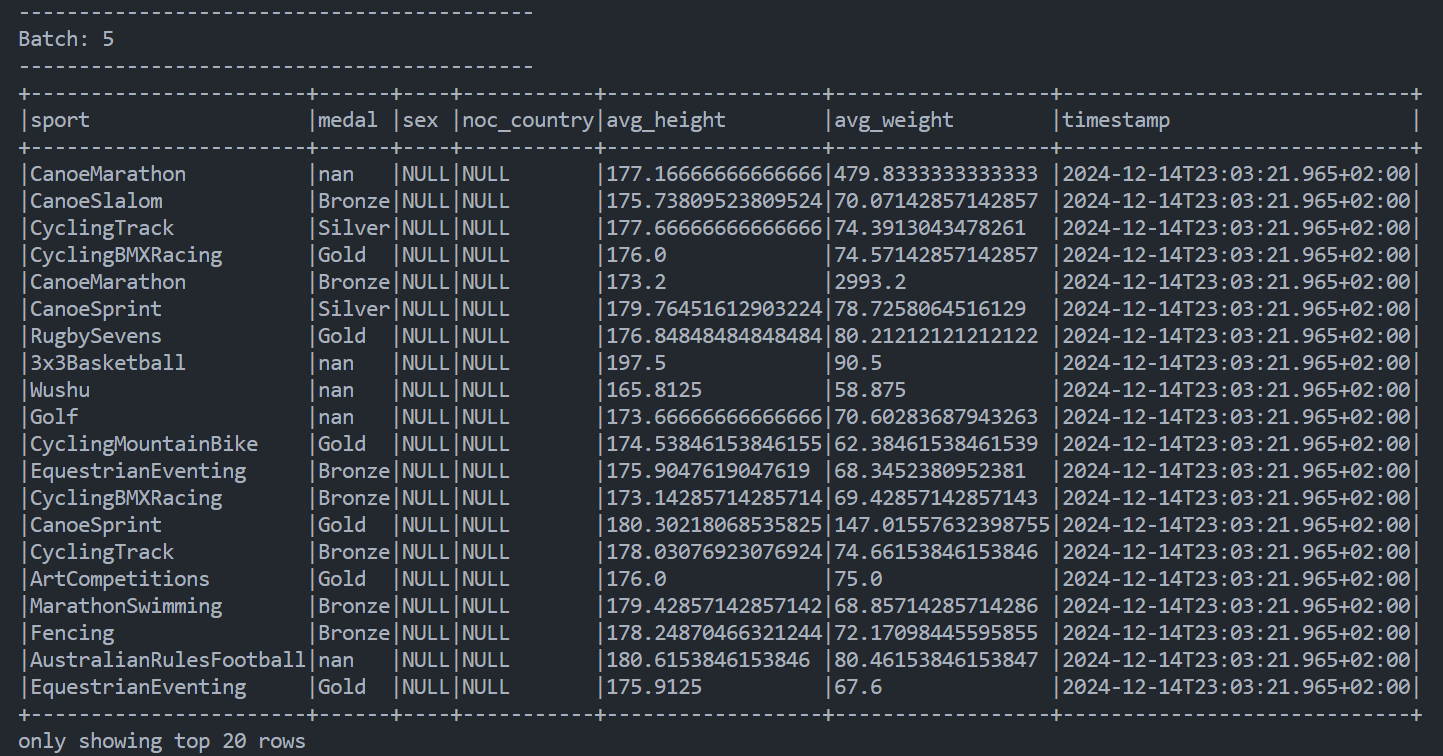 -------------------------------------------
Batch: 5
-------------------------------------------
+-----------------------+------+----+-----------+------------------+------------------+-----------------------------+
|sport                  |medal |sex |noc_country|avg_height        |avg_weight        |timestamp                    |
+-----------------------+------+----+-----------+------------------+------------------+-----------------------------+
|CanoeMarathon          |nan   |NULL|NULL       |177.16666666666666|479.8333333333333 |2024-12-14T23:03:21.965+02:00|
|CanoeSlalom            |Bronze|NULL|NULL       |175.73809523809524|70.07142857142857 |2024-12-14T23:03:21.965+02:00|
|CyclingTrack           |Silver|NULL|NULL       |177.66666666666666|74.3913043478261  |2024-12-14T23:03:21.965+02:00|
|CyclingBMXRacing       |Gold  |NULL|NULL       |176.0             |74.57142857142857 |2024-12-14T23:03:21.965+02:00|
|CanoeMarathon          |Bronze|NULL|NULL       |173.2             |2993.2            |2024-12-14T23:03:21.965+02:00|
|CanoeSprint            |Silver|NULL|NULL       |179.76451612903224|78.7258064516129  |2024-12-14T23:03:21.965+02:00|
|RugbySevens            |Gold  |NULL|NULL       |176.84848484848484|80.21212121212122 |2024-12-14T23:03:21.965+02:00|
|3x3Basketball          |nan   |NULL|NULL       |197.5             |90.5              |2024-12-14T23:03:21.965+02:00|
|Wushu                  |nan   |NULL|NULL       |165.8125          |58.875            |2024-12-14T23:03:21.965+02:00|
|Golf                   |nan   |NULL|NULL       |173.66666666666666|70.60283687943263 |2024-12-14T23:03:21.965+02:00|
|CyclingMountainBike    |Gold  |NULL|NULL       |174.53846153846155|62.38461538461539 |2024-12-14T23:03:21.965+02:00|
|EquestrianEventing     |Bronze|NULL|NULL       |175.9047619047619 |68.3452380952381  |2024-12-14T23:03:21.965+02:00|
|CyclingBMXRacing       |Bronze|NULL|NULL       |173.14285714285714|69.42857142857143 |2024-12-14T23:03:21.965+02:00|
|CanoeSprint            |Gold  |NULL|NULL       |180.30218068535825|147.01557632398755|2024-12-14T23:03:21.965+02:00|
|CyclingTrack           |Bronze|NULL|NULL       |178.03076923076924|74.66153846153846 |2024-12-14T23:03:21.965+02:00|
|ArtCompetitions        |Gold  |NULL|NULL       |176.0             |75.0              |2024-12-14T23:03:21.965+02:00|
|MarathonSwimming       |Bronze|NULL|NULL       |179.42857142857142|68.85714285714286 |2024-12-14T23:03:21.965+02:00|
|Fencing                |Bronze|NULL|NULL       |178.24870466321244|72.17098445595855 |2024-12-14T23:03:21.965+02:00|
|AustralianRulesFootball|nan   |NULL|NULL       |180.6153846153846 |80.46153846153847 |2024-12-14T23:03:21.965+02:00|
|EquestrianEventing     |Gold  |NULL|NULL       |175.9125          |67.6              |2024-12-14T23:03:21.965+02:00|
+-----------------------+------+----+-----------+------------------+------------------+-----------------------------+
only showing top 20 rows